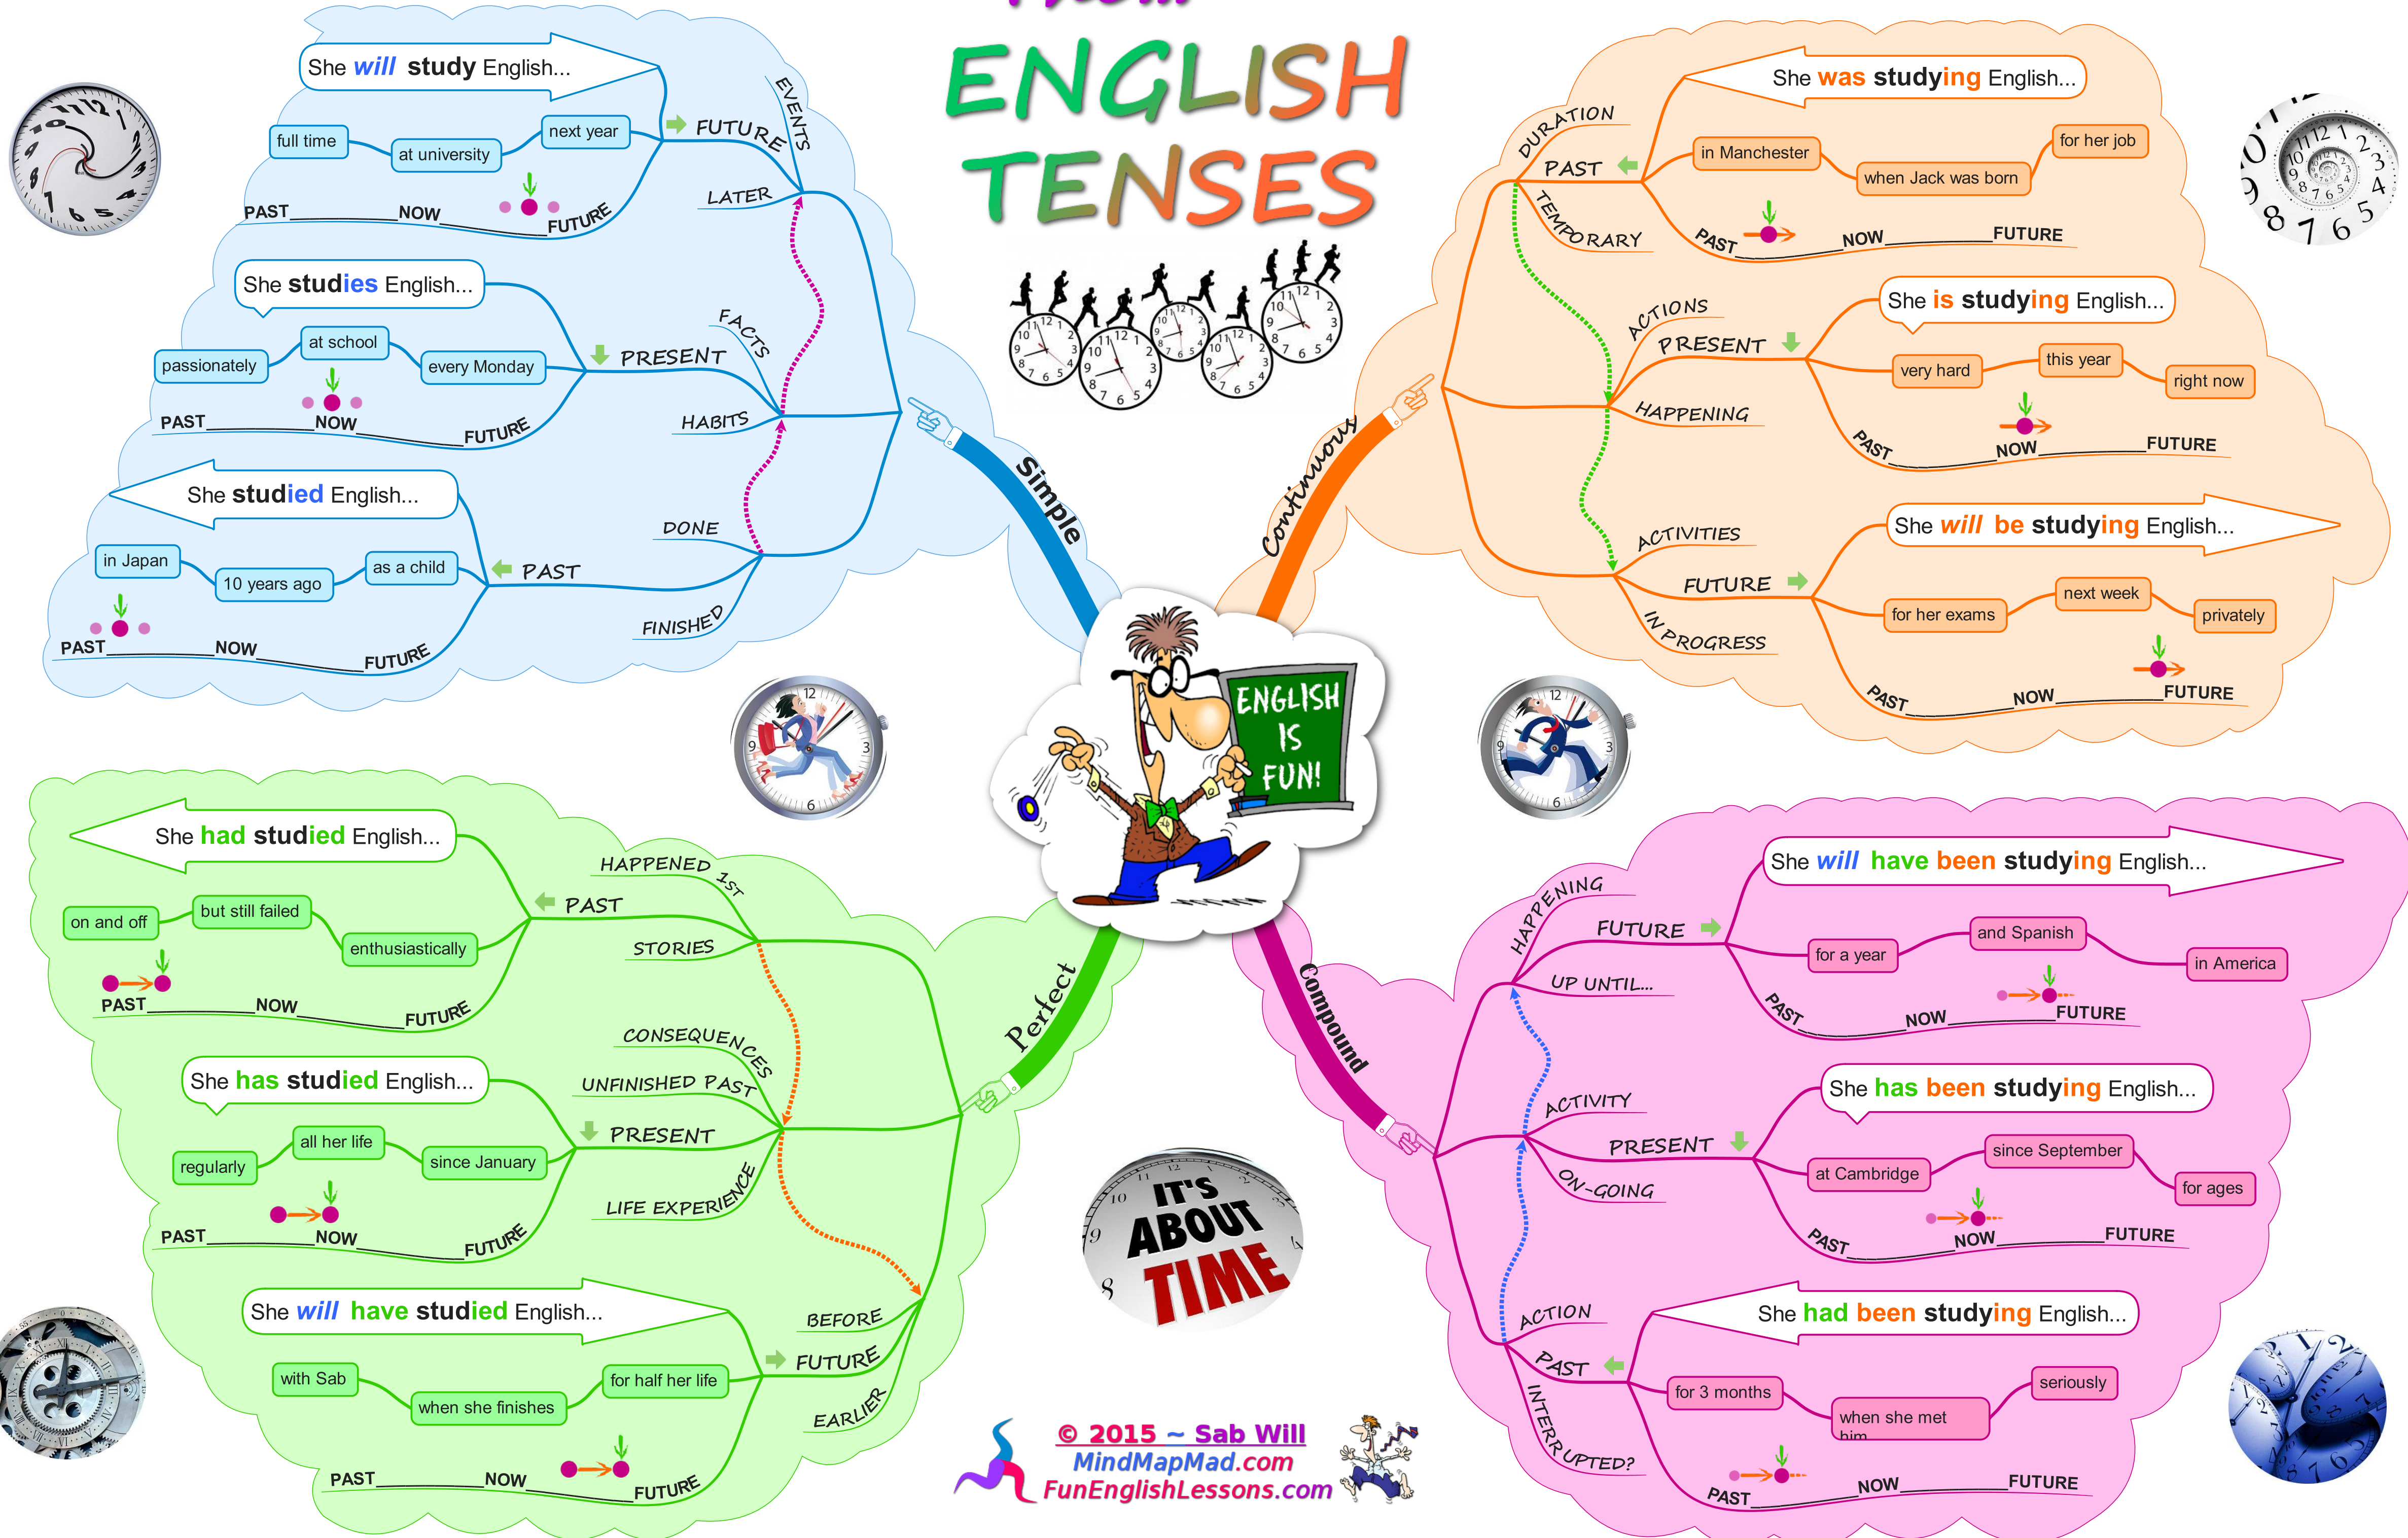 ENGLISH
TENSES
Simple
She will study English...
full time
at university
next year
FUTURE
EVENTS
LATER
PAST NOW FUTURE
She studies English...
passionately
at school
every Monday
PRESENT
FACTS
HABITS
PAST NOW FUTURE
She studied English...
in Japan
10 years ago
as a child
PAST
DONE
FINISHED
PAST NOW FUTURE
Continuous
She was studying English...
DURATION
PAST
TEMPORARY
in Manchester
when Jack was born
for her job
PAST NOW FUTURE
She is studying English...
ACTIONS
PRESENT
HAPPENING
very hard
this year
right now
PAST NOW FUTURE
She will be studying English...
ACTIVITIES
FUTURE
IN PROGRESS
for her exams
next week
privately
PAST NOW FUTURE
ENGLISH
IS
FUN!
Perfect
She had studied English...
on and off
but still failed
enthusiastically
PAST
HAPPENED 1ST
STORIES
PAST NOW FUTURE
She has studied English...
regularly
all her life
since January
PRESENT
CONSEQUENCES
UNFINISHED PAST
LIFE EXPERIENCE
PAST NOW FUTURE
She will have studied English...
with Sab
when she finishes
for half her life
FUTURE
BEFORE
EARLIER
PAST NOW FUTURE
Compound
She will have been studying English...
HAPPENING
FUTURE
UP UNTIL...
for a year
and Spanish
in America
PAST NOW FUTURE
She has been studying English...
ACTIVITY
PRESENT
ON-GOING
at Cambridge
since September
for ages
PAST NOW FUTURE
She had been studying English...
ACTION
PAST
INTERRUPTED?
for 3 months
when she met
him
seriously
PAST NOW FUTURE
IT'S
ABOUT
TIME
© 2015 ~ Sab Will
MindMapMad.com
FunEnglishLessons.com